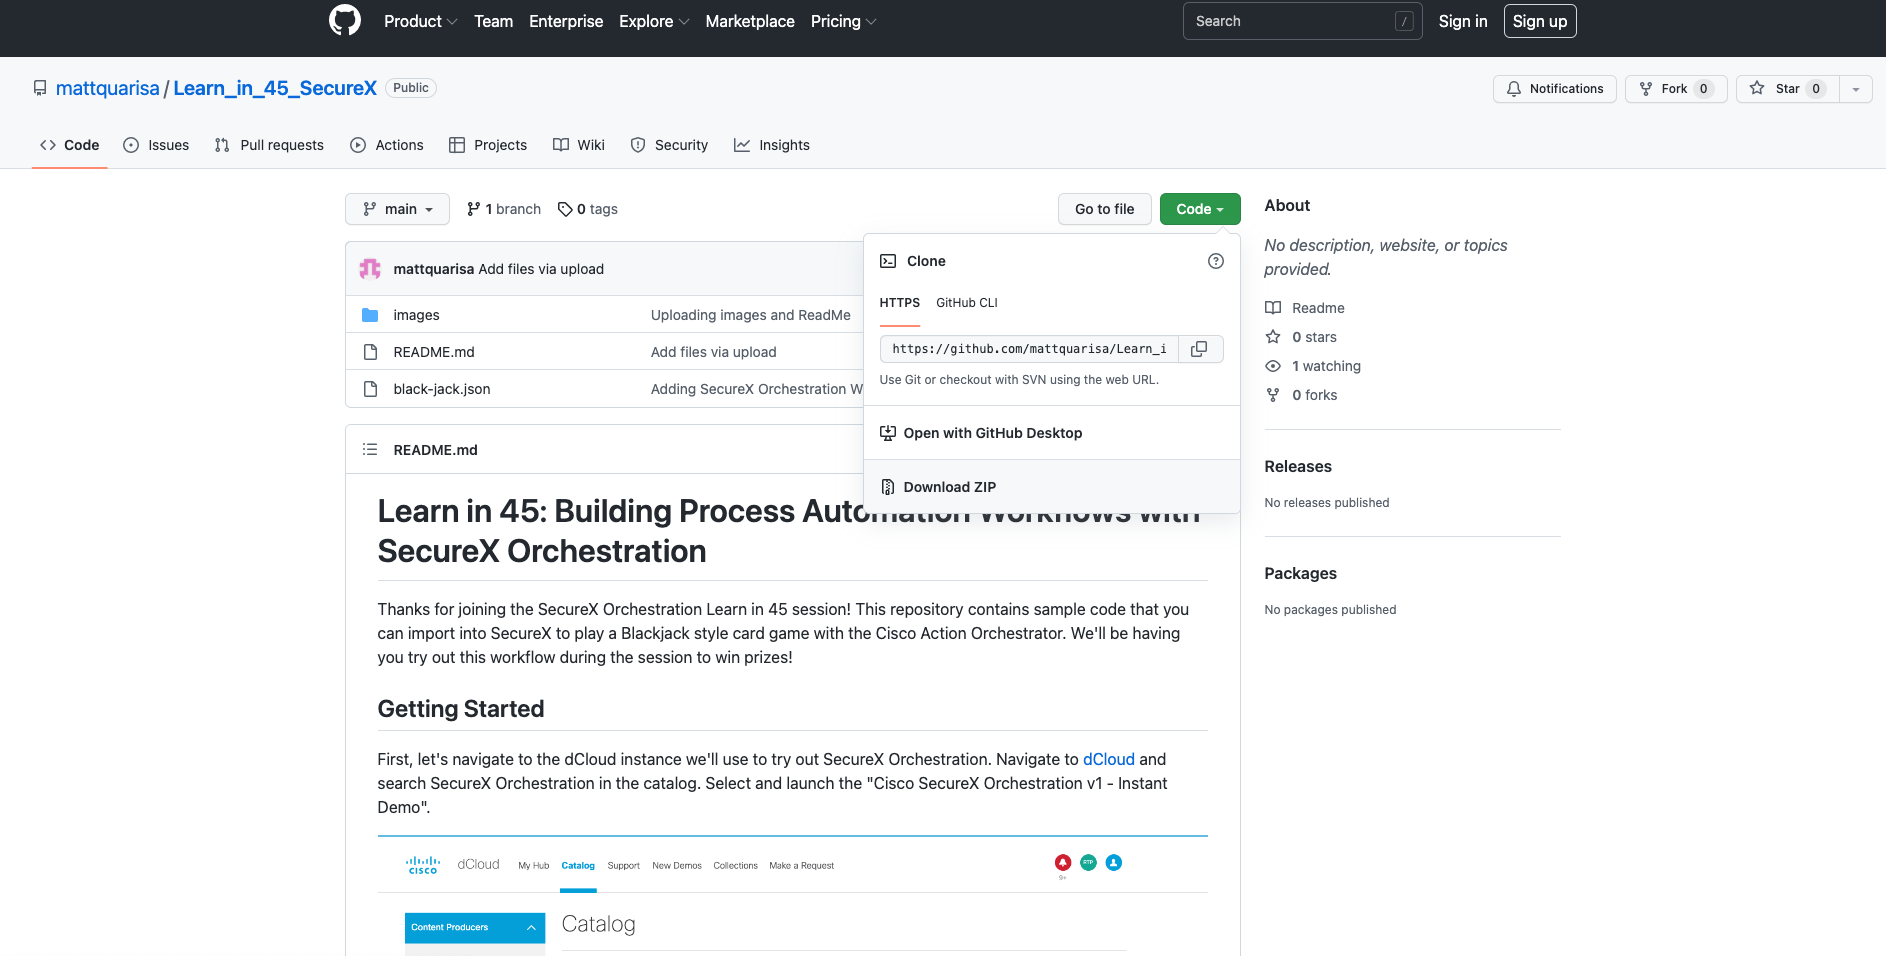 Product Team Enterprise Explore Marketplace Pricing Search / Sign in Sign up
mattquarisa / Learn_in_45_SecureX Public Notifications Fork 0 Star 0
Code Issues Pull requests Actions Projects Wiki Security Insights
main 1 branch 0 tags Go to file Code
mattquarisa Add files via upload
images Uploading images and ReadMe
README.md Add files via upload
black-jack.json Adding SecureX Orchestration W
Clone
HTTPS GitHub CLI
https://github.com/mattquarisa/Learn_i
Use Git or checkout with SVN using the web URL.
Open with GitHub Desktop
Download ZIP
README.md
Learn in 45: Building Process Automation Workflows with
SecureX Orchestration
Thanks for joining the SecureX Orchestration Learn in 45 session! This repository contains sample code that you
can import into SecureX to play a Blackjack style card game with the Cisco Action Orchestrator. We'll be having
you try out this workflow during the session to win prizes!
Getting Started
First, let's navigate to the dCloud instance we'll use to try out SecureX Orchestration. Navigate to dCloud and
search SecureX Orchestration in the catalog. Select and launch the "Cisco SecureX Orchestration v1 - Instant
Demo".
cisco dCloud My Hub Catalog Support New Demos Collections Make a Request RTP
9+
Content Producers
Catalog
About
No description, website, or topics
provided.
Readme
0 stars
1 watching
0 forks
Releases
No releases published
Packages
No packages published